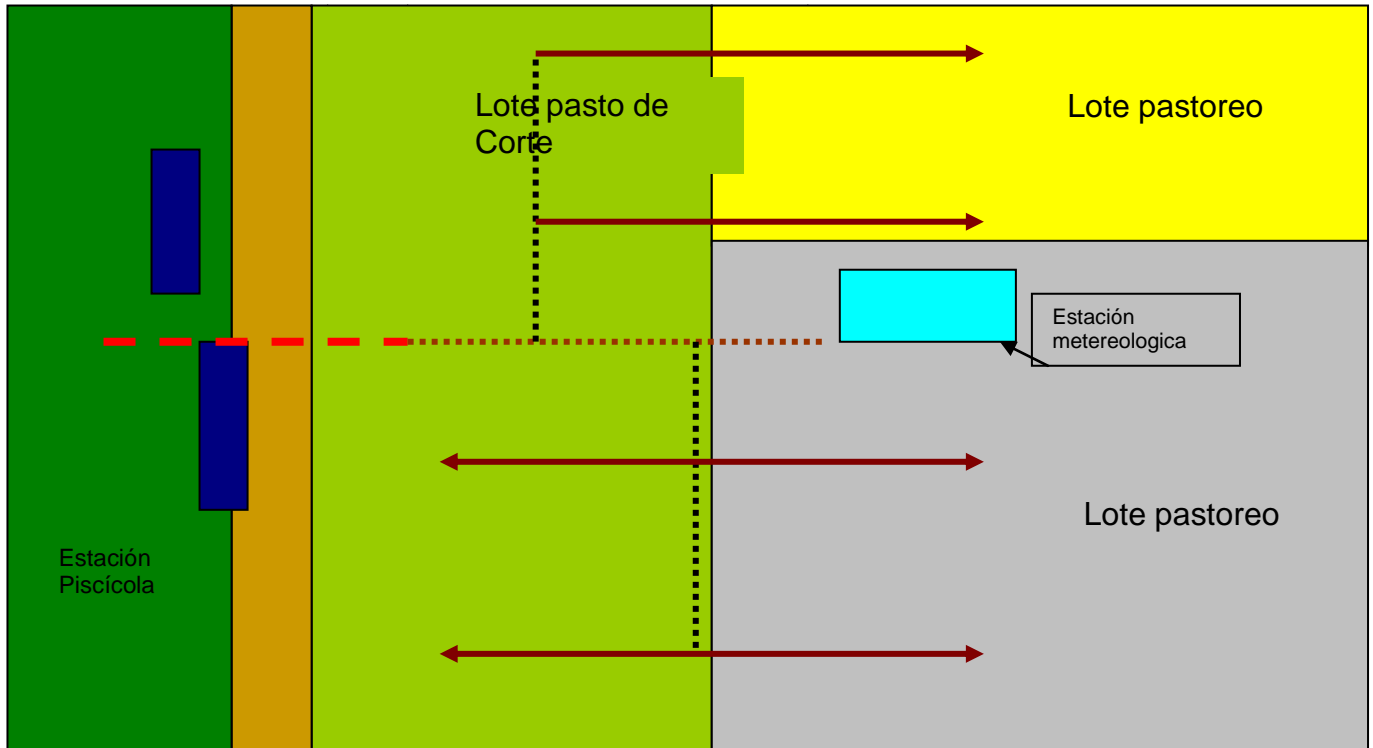 Lote pasto de
Corte
Lote pastoreo
Estación
metereologica
Lote pastoreo
Estación
Piscícola